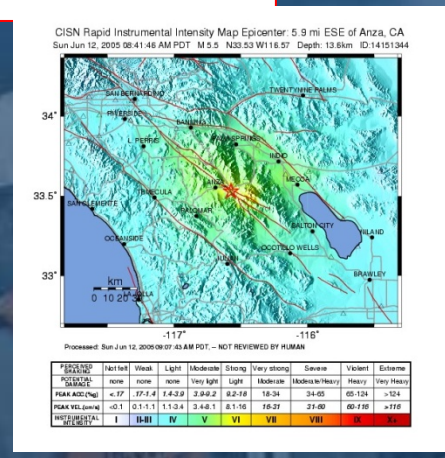 CISN Rapid Instrumental Intensity Map Epicenter: 5.9 mi ESE of Anza, CA
Sun Jun 12, 2005 08:41:46 AM PDT M 5.5 N33.53 W116.57 Depth: 13.6km ID:14151344
SAN BERNARDINO
TWENTYNINE PALMS
34°
RIVERSIDE
BANNING
L. PERRIS
PALM SPRINGS
INDIO
ANZA
MECCA
33.5°
TEMECULA
SAN CLEMENTE
PALOMAR
SALTON CITY
NILAND
OCEANSIDE
OCOTILLO WELLS
JULIAN
33°
BRAWLEY
km
0 10 20 30
LA JOLLA
-117° -116°
Processed: Sun Jun 12, 2005 09:07:43 AM PDT, -- NOT REVIEWED BY HUMAN
PERCEIVED SHAKING Not felt Weak Light Moderate Strong Very strong Severe Violent Extreme
POTENTIAL DAMAGE none none none Very light Light Moderate Moderate/Heavy Heavy Very Heavy
PEAK ACC.(%g) <.17 .17-1.4 1.4-3.9 3.9-9.2 9.2-18 18-34 34-65 65-124 >124
PEAK VEL.(cm/s) <0.1 0.1-1.1 1.1-3.4 3.4-8.1 8.1-16 16-31 31-60 60-116 >116
INSTRUMENTAL INTENSITY I II-III IV V VI VII VIII IX X+